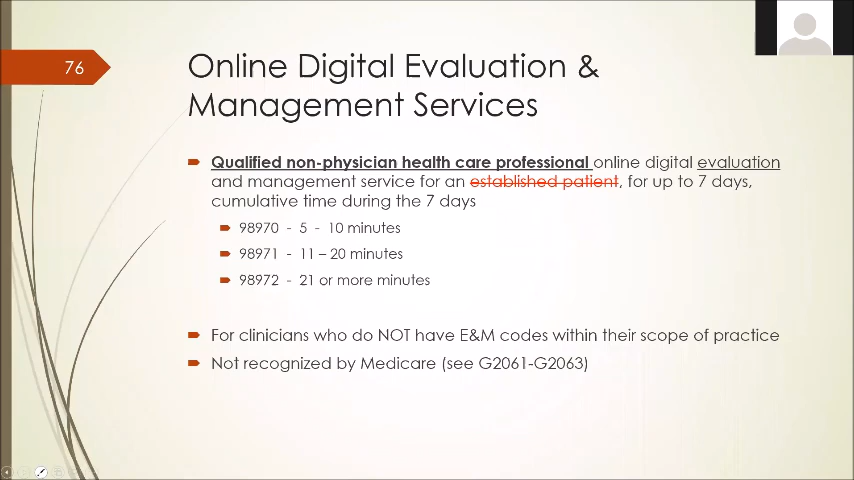 76
Online Digital Evaluation &
Management Services
Qualified non-physician health care professional online digital evaluation
and management service for an established patient, for up to 7 days,
cumulative time during the 7 days
98970 - 5 - 10 minutes
98971 - 11 – 20 minutes
98972 - 21 or more minutes
For clinicians who do NOT have E&M codes within their scope of practice
Not recognized by Medicare (see G2061-G2063)